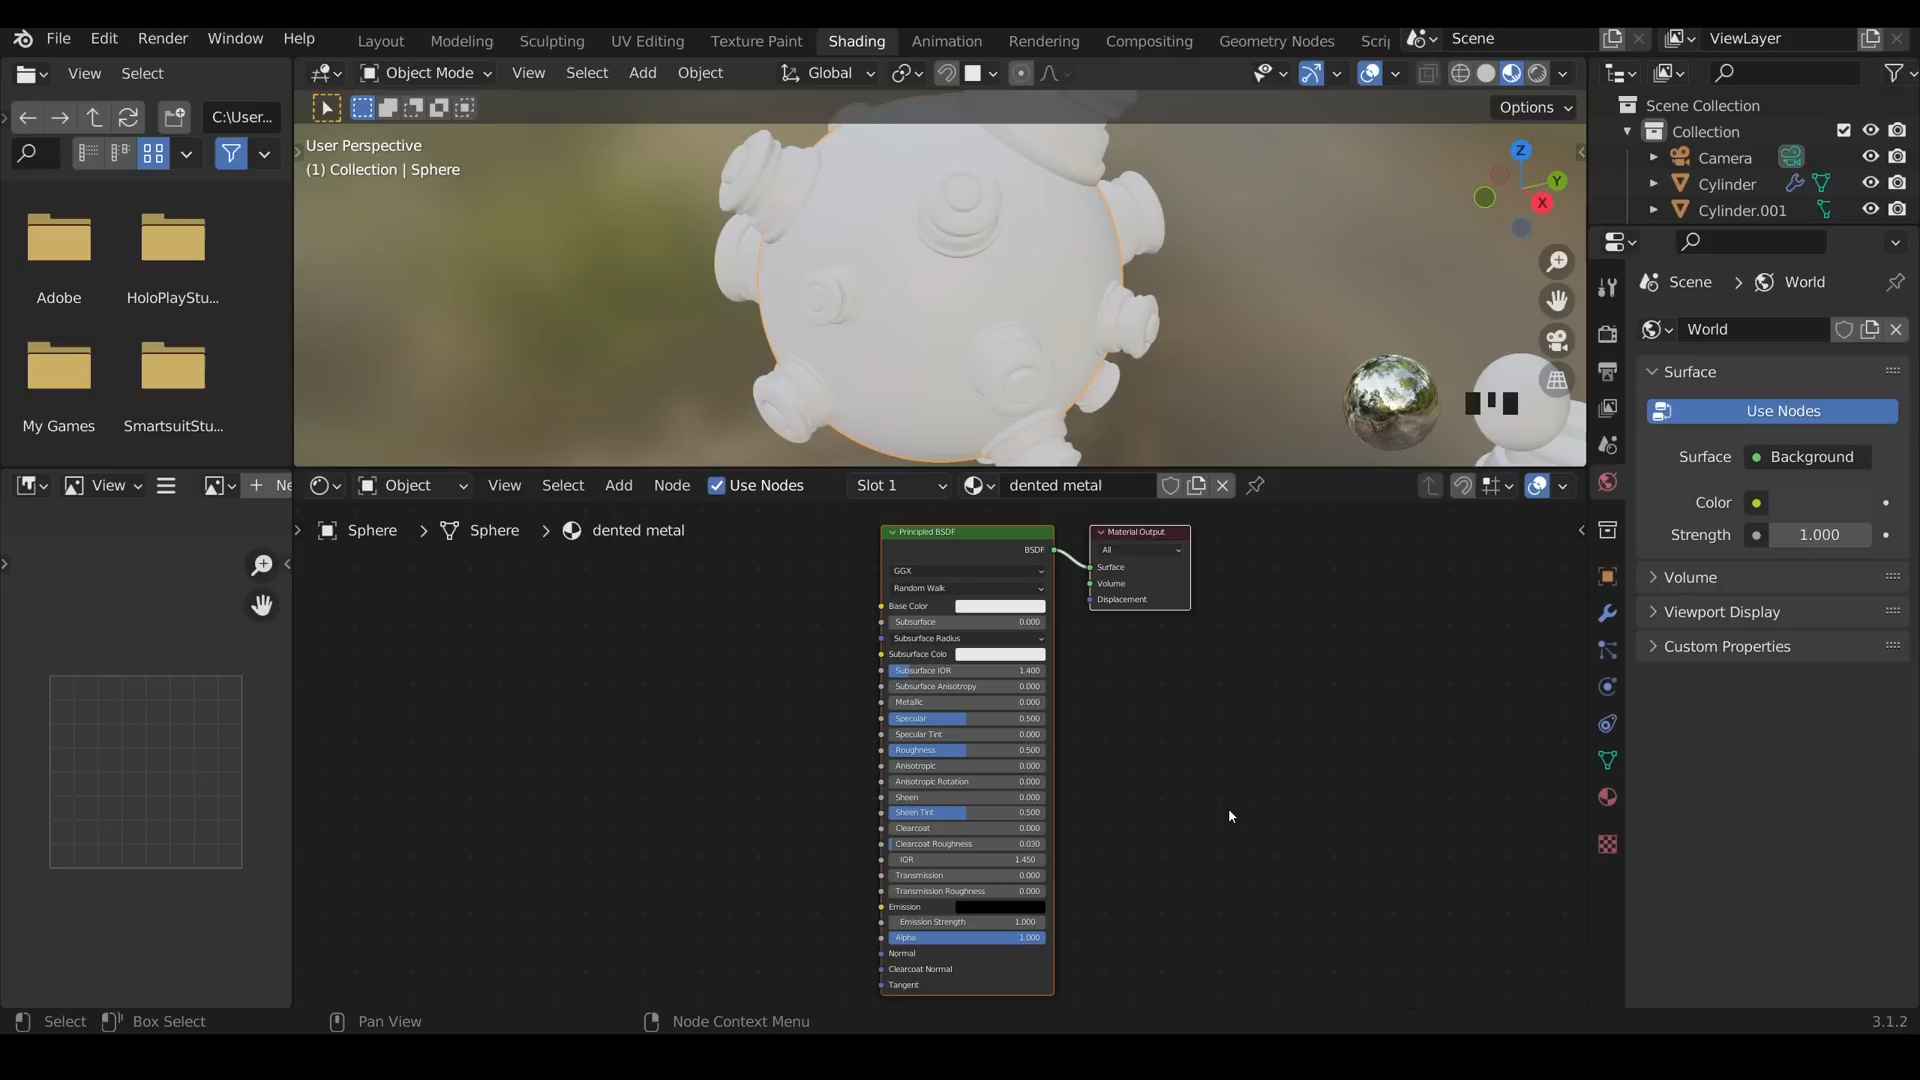 File Edit Render Window Help Layout Modeling Sculpting UV Editing Texture Paint Shading Animation Rendering Compositing Geometry Nodes Scene ViewLayer
View Select
Object Mode View Select Add Object Global
C:\User...
Options
User Perspective
(1) Collection | Sphere
Z
Y
X
Adobe
HoloPlayStu...
My Games
SmartsuitStu...
Scene Collection
Collection
Camera
Cylinder
Cylinder.001
Scene > World
World
Surface
Use Nodes
Surface Background
Color
Strength 1.000
Volume
Viewport Display
Custom Properties
View
Object View Select Add Node Use Nodes Slot 1 dented metal
Sphere > Sphere > dented metal
Principled BSDF
BSDF
GGX
Random Walk
Base Color
Subsurface 0.000
Subsurface Radius
Subsurface Colo
Subsurface IOR 1.400
Subsurface Anisotropy 0.000
Metallic 0.000
Specular 0.500
Specular Tint 0.000
Roughness 0.500
Anisotropic 0.000
Anisotropic Rotation 0.000
Sheen 0.000
Sheen Tint 0.500
Clearcoat 0.000
Clearcoat Roughness 0.030
IOR 1.450
Transmission 0.000
Transmission Roughness 0.000
Emission
Emission Strength 1.000
Alpha 1.000
Normal
Clearcoat Normal
Tangent
Material Output
All
Surface
Volume
Displacement
Select Box Select Pan View Node Context Menu 3.1.2